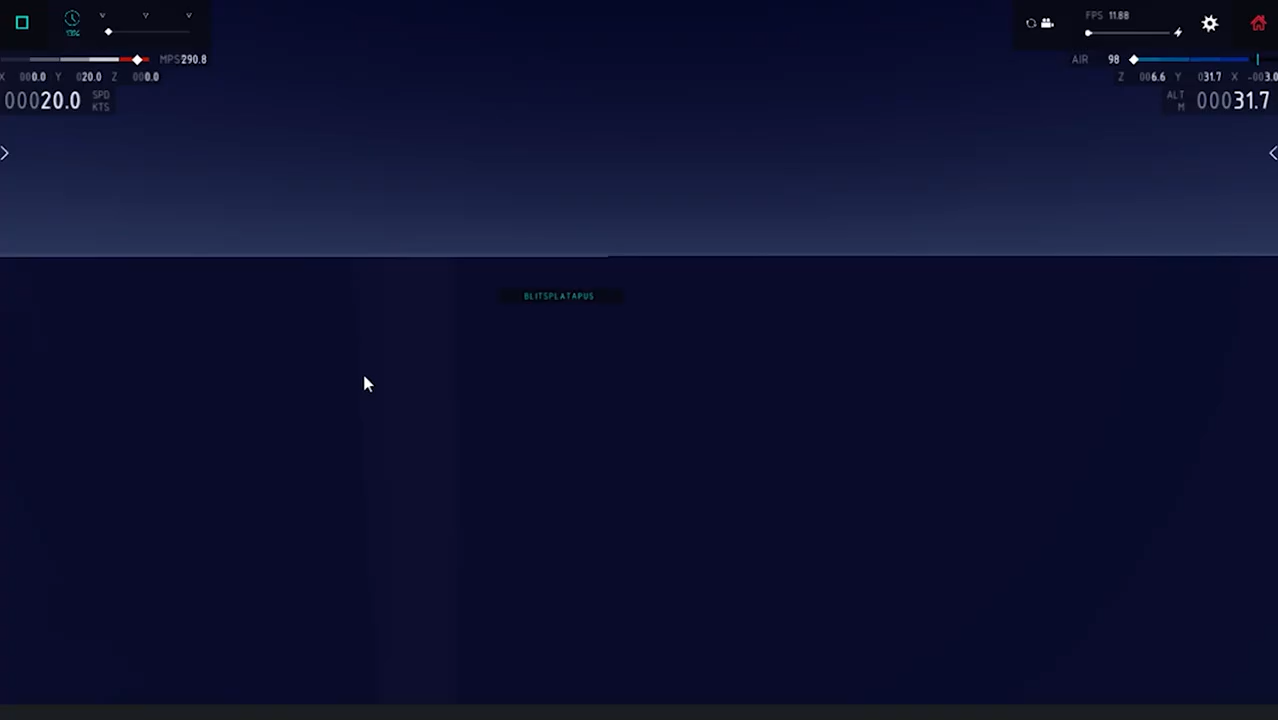 FPS 11.88
MPS 290.8
AIR 98
X 000.0 Y 020.0 Z 000.0
Z 006.6 Y 031.7 X -003.0
00020.0 SPD KTS
ALT M 00031.7
BLITSPLATAPUS